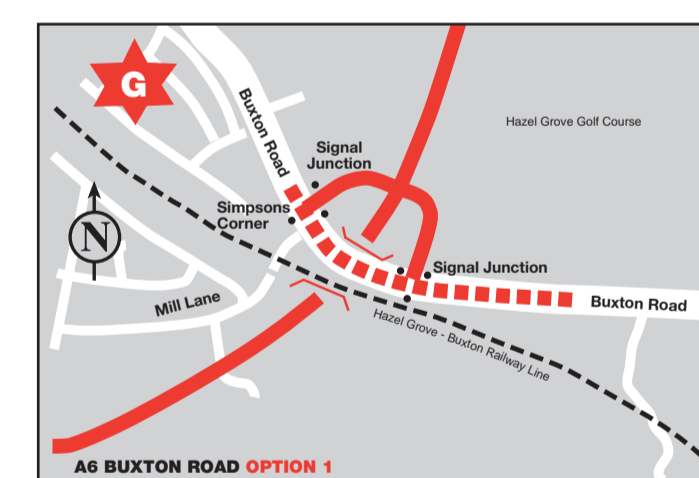 G
Buxton Road
Hazel Grove Golf Course
Signal
Junction
Simpsons
Corner
N
Signal Junction
Mill Lane
Buxton Road
Hazel Grove - Buxton Railway Line
A6 BUXTON ROAD OPTION 1